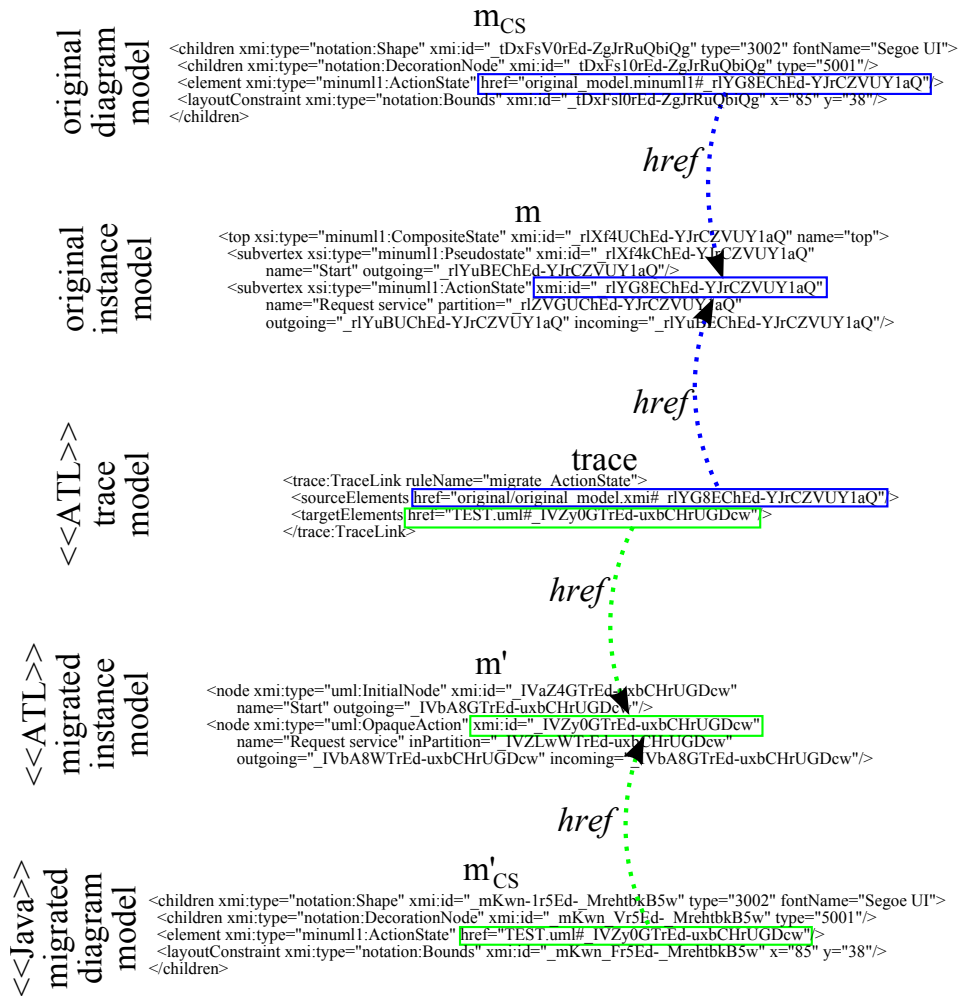 m_CS
original
diagram
model
<children xmi:type="notation:Shape" xmi:id="_tDxFsV0rEd-ZgJrRuQbiQg" type="3002" fontName="Segoe UI">
<children xmi:type="notation:DecorationNode" xmi:id="_tDxFs10rEd-ZgJrRuQbiQg" type="5001"/>
<element xmi:type="minuml1:ActionState" href="original_model.minuml1#_rlYG8EChEd-YJrCZVUY1aQ"/>
<layoutConstraint xmi:type="notation:Bounds" xmi:id="_tDxFsl0rEd-ZgJrRuQbiQg" x="85" y="38"/>
</children>
href
m
original
instance
model
<top xsi:type="minuml1:CompositeState" xmi:id="_rlXf4UChEd-YJrCZVUY1aQ" name="top">
<subvertex xsi:type="minuml1:Pseudostate" xmi:id="_rlXf4kChEd-YJrCZVUY1aQ"
name="Start" outgoing="_rlYuBEChEd-YJrCZVUY1aQ"/>
<subvertex xsi:type="minuml1:ActionState" xmi:id="_rlYG8EChEd-YJrCZVUY1aQ"
name="Request service" partition="_rlZVGUChEd-YJrCZVUY1aQ"
outgoing="_rlYuBUChEd-YJrCZVUY1aQ" incoming="_rlYuBEChEd-YJrCZVUY1aQ"/>
href
trace
<<ATL>>
trace
model
<trace:TraceLink ruleName="migrate_ActionState">
<sourceElements href="original/original_model.xmi#_rlYG8EChEd-YJrCZVUY1aQ"/>
<targetElements href="TEST.uml#_IVZy0GTrEd-uxbCHrUGDcw"/>
</trace:TraceLink>
href
m'
<<ATL>>
migrated
instance
model
<node xmi:type="uml:InitialNode" xmi:id="_IVaZ4GTrEd-uxbCHrUGDcw"
name="Start" outgoing="_IVbA8GTrEd-uxbCHrUGDcw"/>
<node xmi:type="uml:OpaqueAction" xmi:id="_IVZy0GTrEd-uxbCHrUGDcw"
name="Request service" inPartition="_IVZLwWTrEd-uxbCHrUGDcw"
outgoing="_IVbA8WTrEd-uxbCHrUGDcw" incoming="_IVbA8GTrEd-uxbCHrUGDcw"/>
href
m'_CS
<<Java>>
migrated
diagram
model
<children xmi:type="notation:Shape" xmi:id="_mKwn-1r5Ed-_MrehtbkB5w" type="3002" fontName="Segoe UI">
<children xmi:type="notation:DecorationNode" xmi:id="_mKwn_Vr5Ed-_MrehtbkB5w" type="5001"/>
<element xmi:type="minuml1:ActionState" href="TEST.uml#_IVZy0GTrEd-uxbCHrUGDcw"/>
<layoutConstraint xmi:type="notation:Bounds" xmi:id="_mKwn_Fr5Ed-_MrehtbkB5w" x="85" y="38"/>
</children>